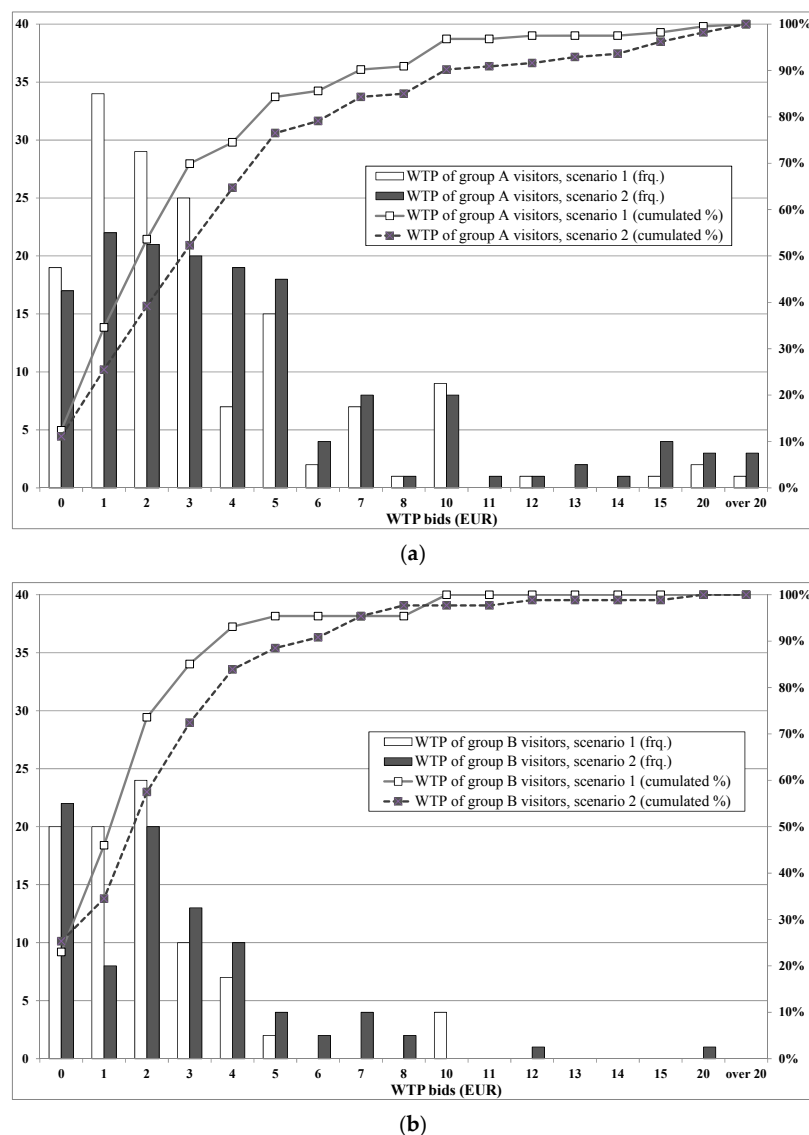 40 100%
35 90%
30 80%
25 70%
20 60%
15 50%
10 40%
5 30%
0 20%
10%
0%
WTP of group A visitors, scenario 1 (frq.)
WTP of group A visitors, scenario 2 (frq.)
WTP of group A visitors, scenario 1 (cumulated %)
WTP of group A visitors, scenario 2 (cumulated %)
0 1 2 3 4 5 6 7 8 10 11 12 13 14 15 20 over 20
WTP bids (EUR)
(a)
40 100%
35 90%
30 80%
25 70%
20 60%
15 50%
10 40%
5 30%
0 20%
10%
0%
WTP of group B visitors, scenario 1 (frq.)
WTP of group B visitors, scenario 2 (frq.)
WTP of group B visitors, scenario 1 (cumulated %)
WTP of group B visitors, scenario 2 (cumulated %)
0 1 2 3 4 5 6 7 8 10 11 12 13 14 15 20 over 20
WTP bids (EUR)
(b)